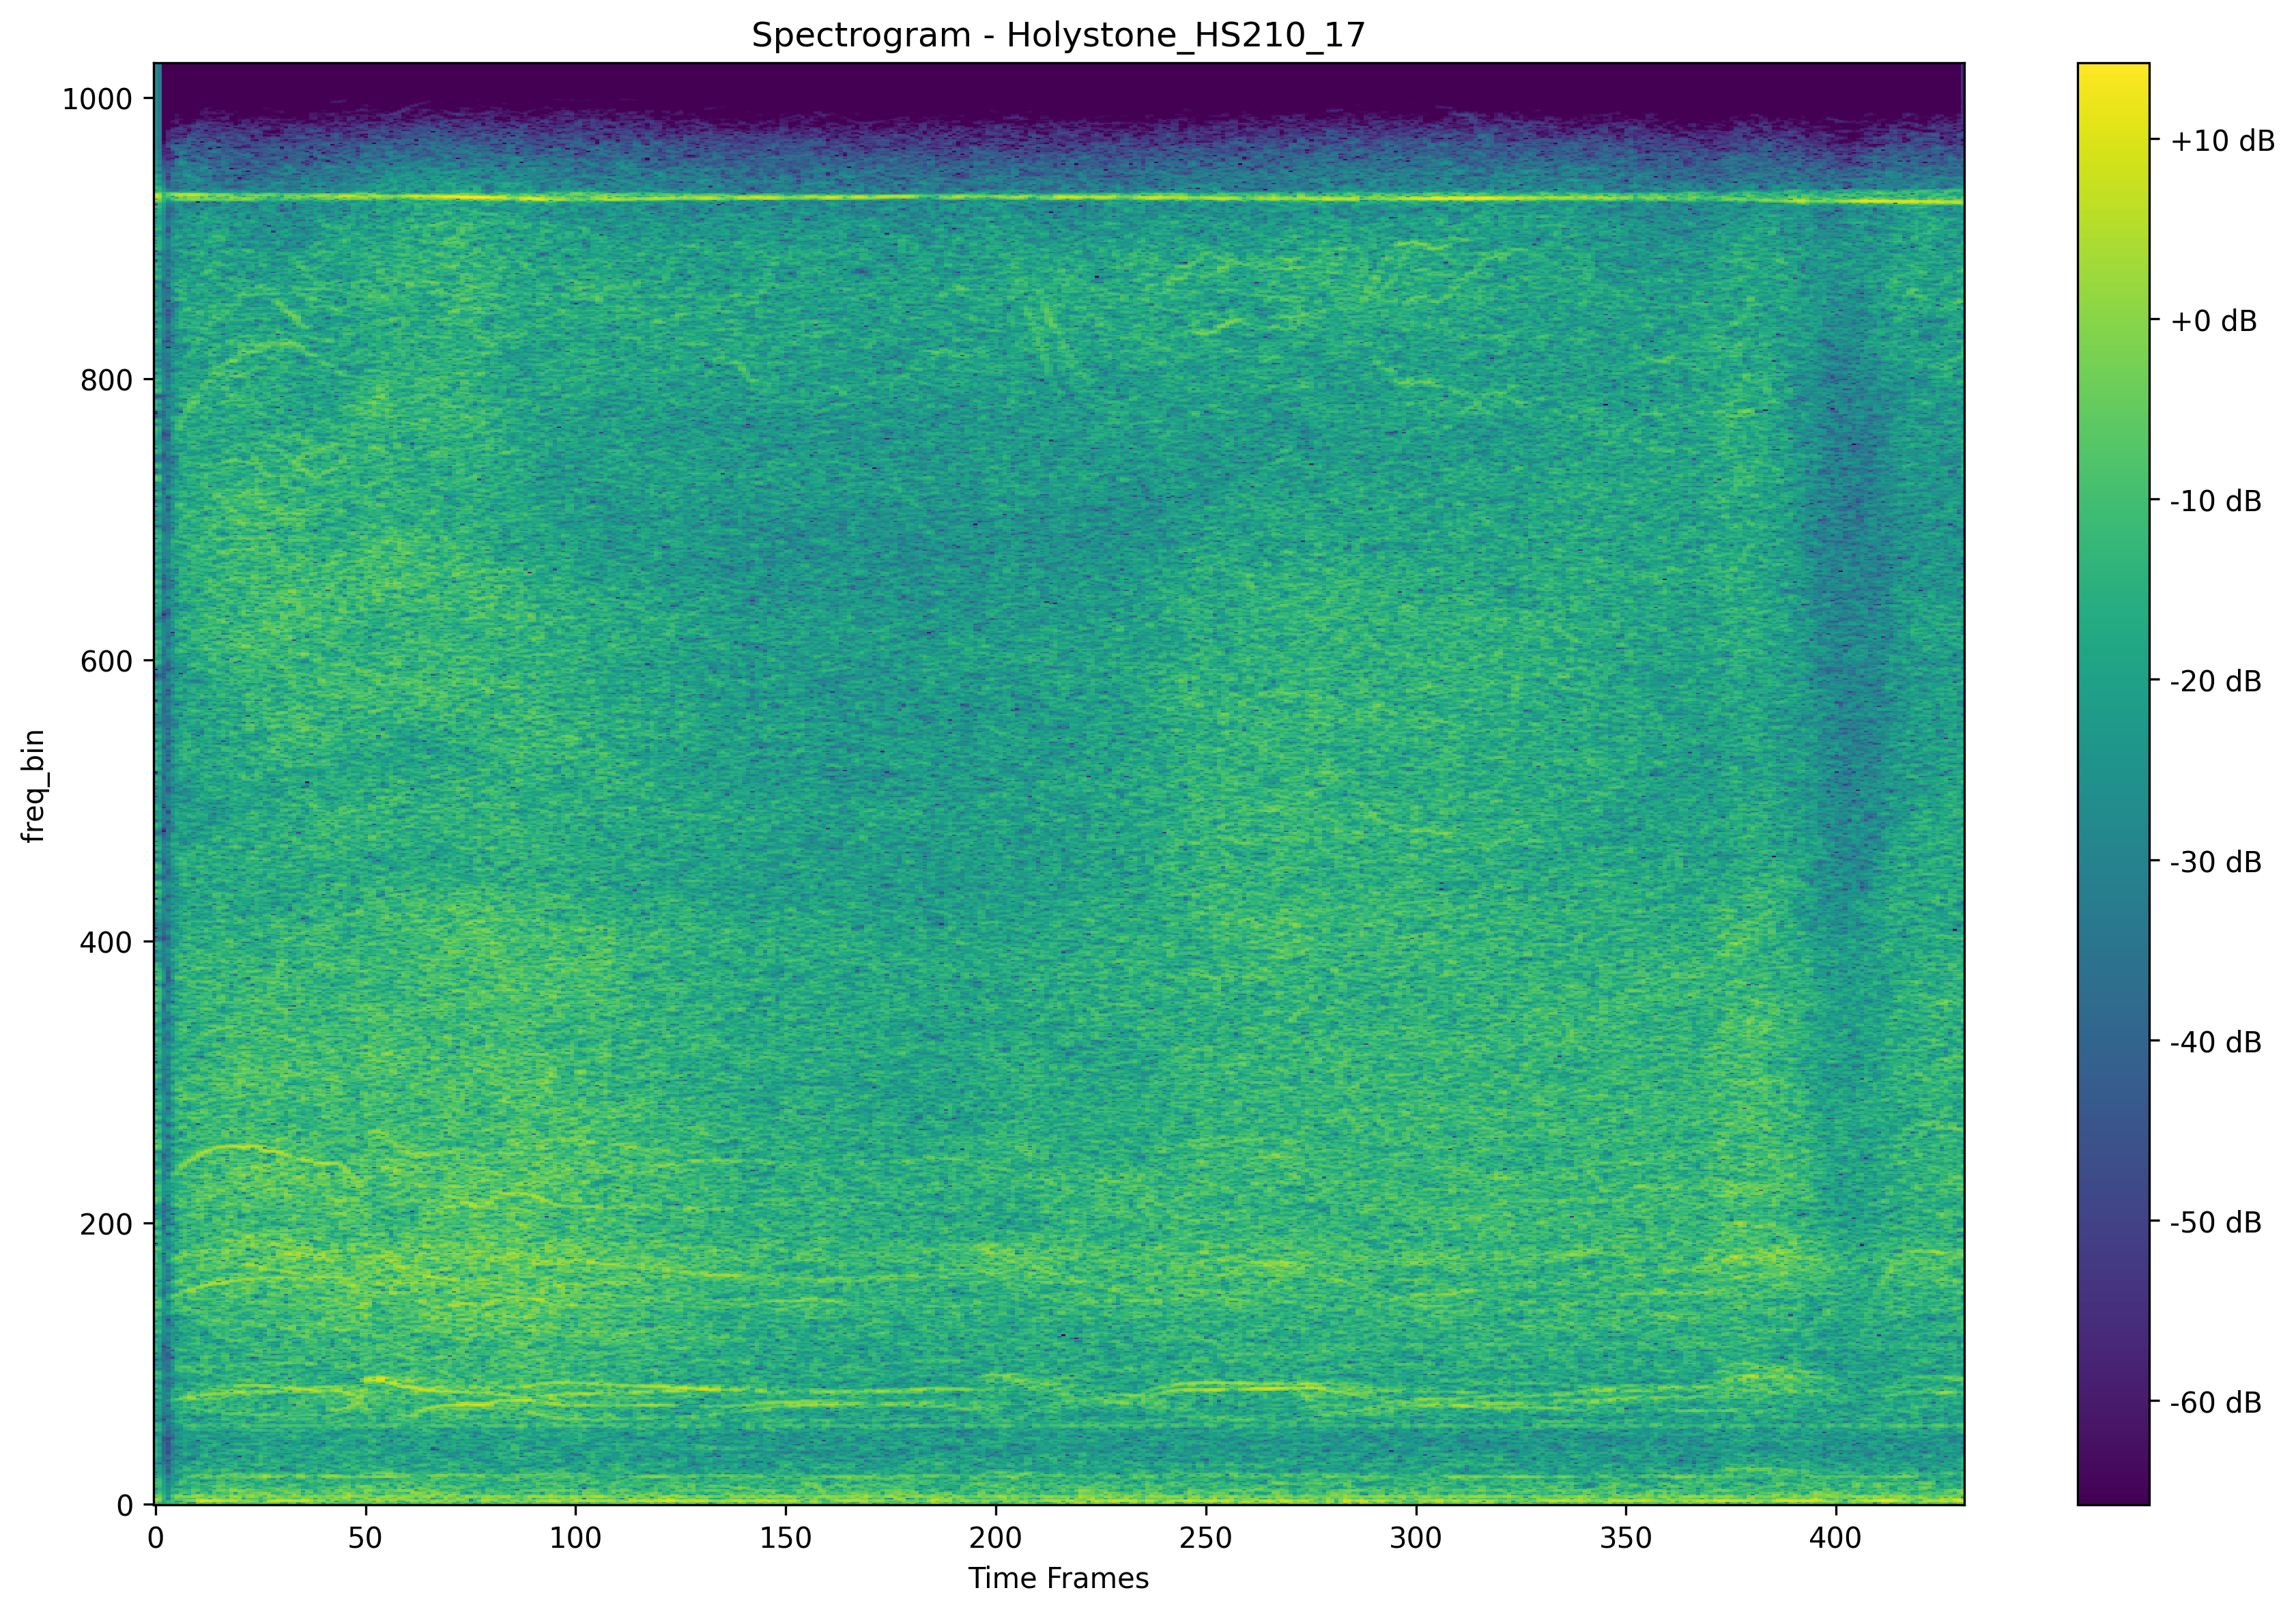 Spectrogram - Holystone_HS210_17
1000
800
600
400
200
0
freq_bin
0 50 100 150 200 250 300 350 400
Time Frames
+10 dB
+0 dB
-10 dB
-20 dB
-30 dB
-40 dB
-50 dB
-60 dB